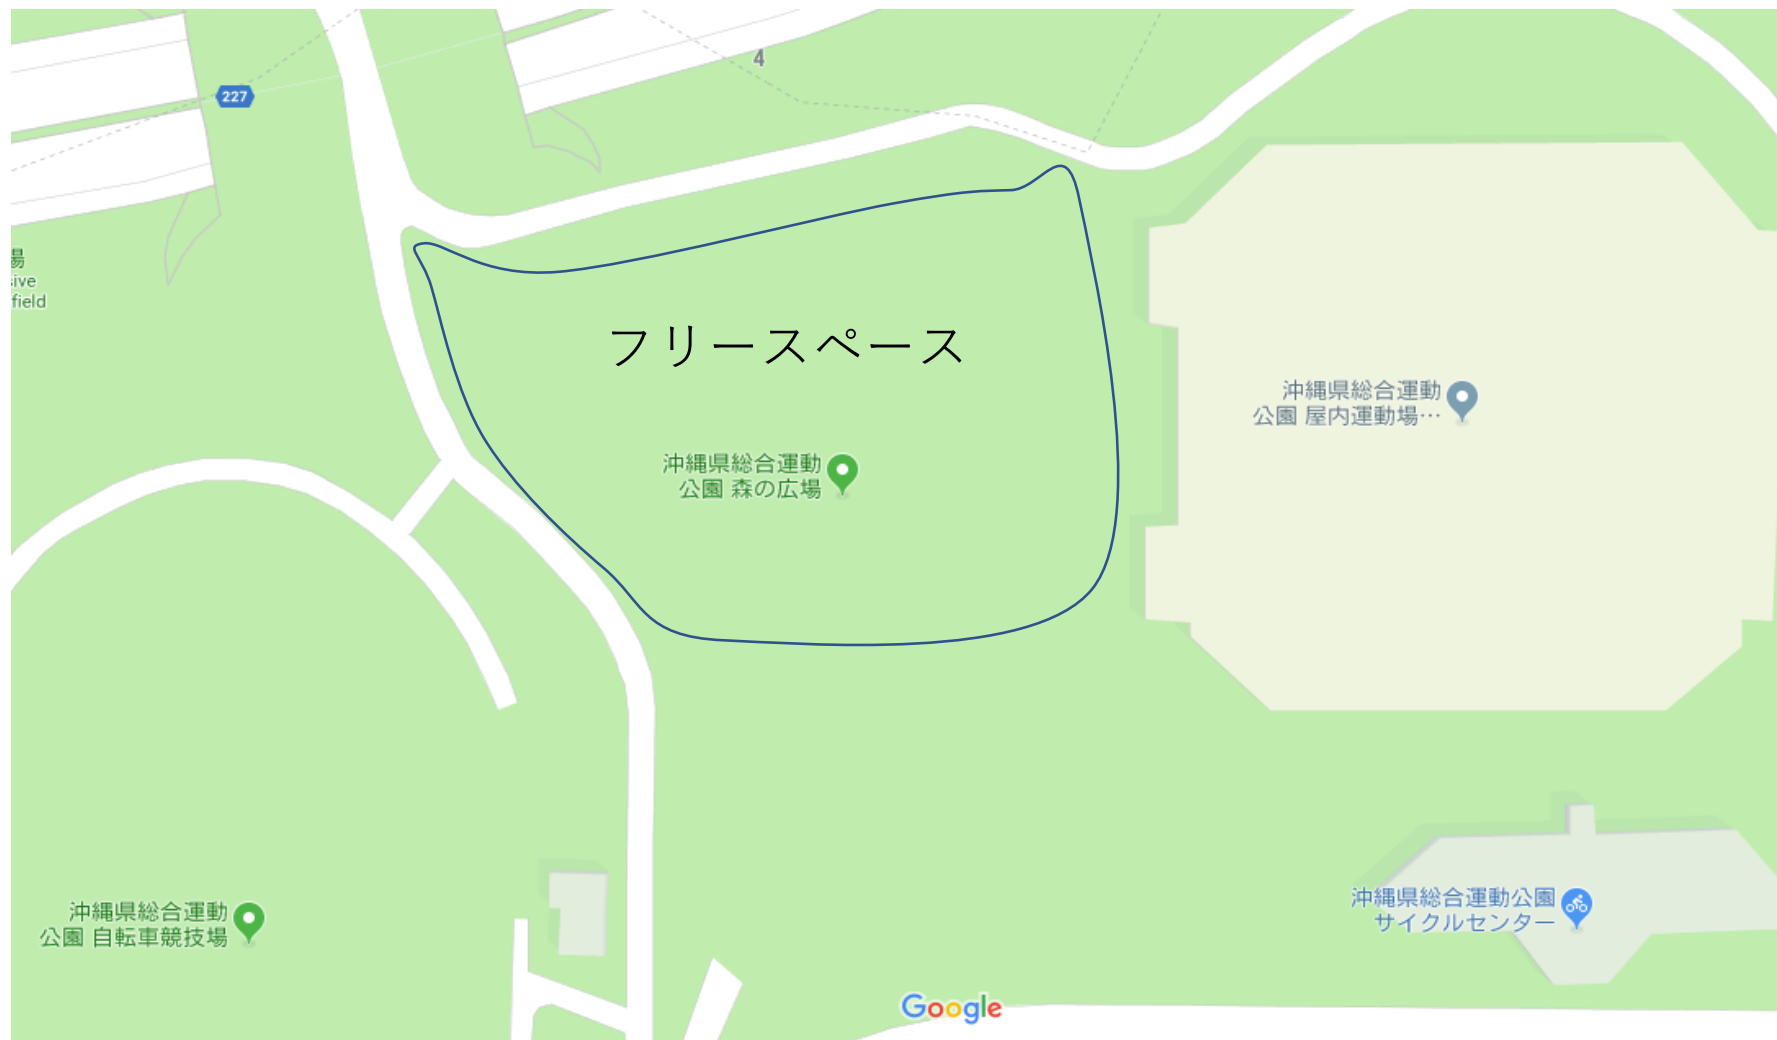 4
227
場
sive
field
フリースペース
沖縄県総合運動
公園 屋内運動場…
沖縄県総合運動
公園 森の広場
沖縄県総合運動公園
サイクルセンター
沖縄県総合運動
公園 自転車競技場
Google